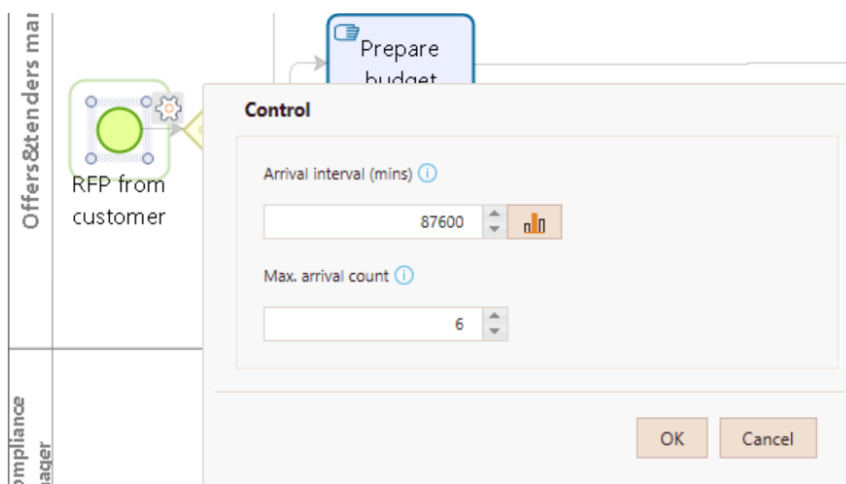 Offers&tenders mar
RFP from
customer
Prepare
budget
Control
Arrival interval (mins)
87600
Max. arrival count
6
OK
Cancel
ompliance
nager